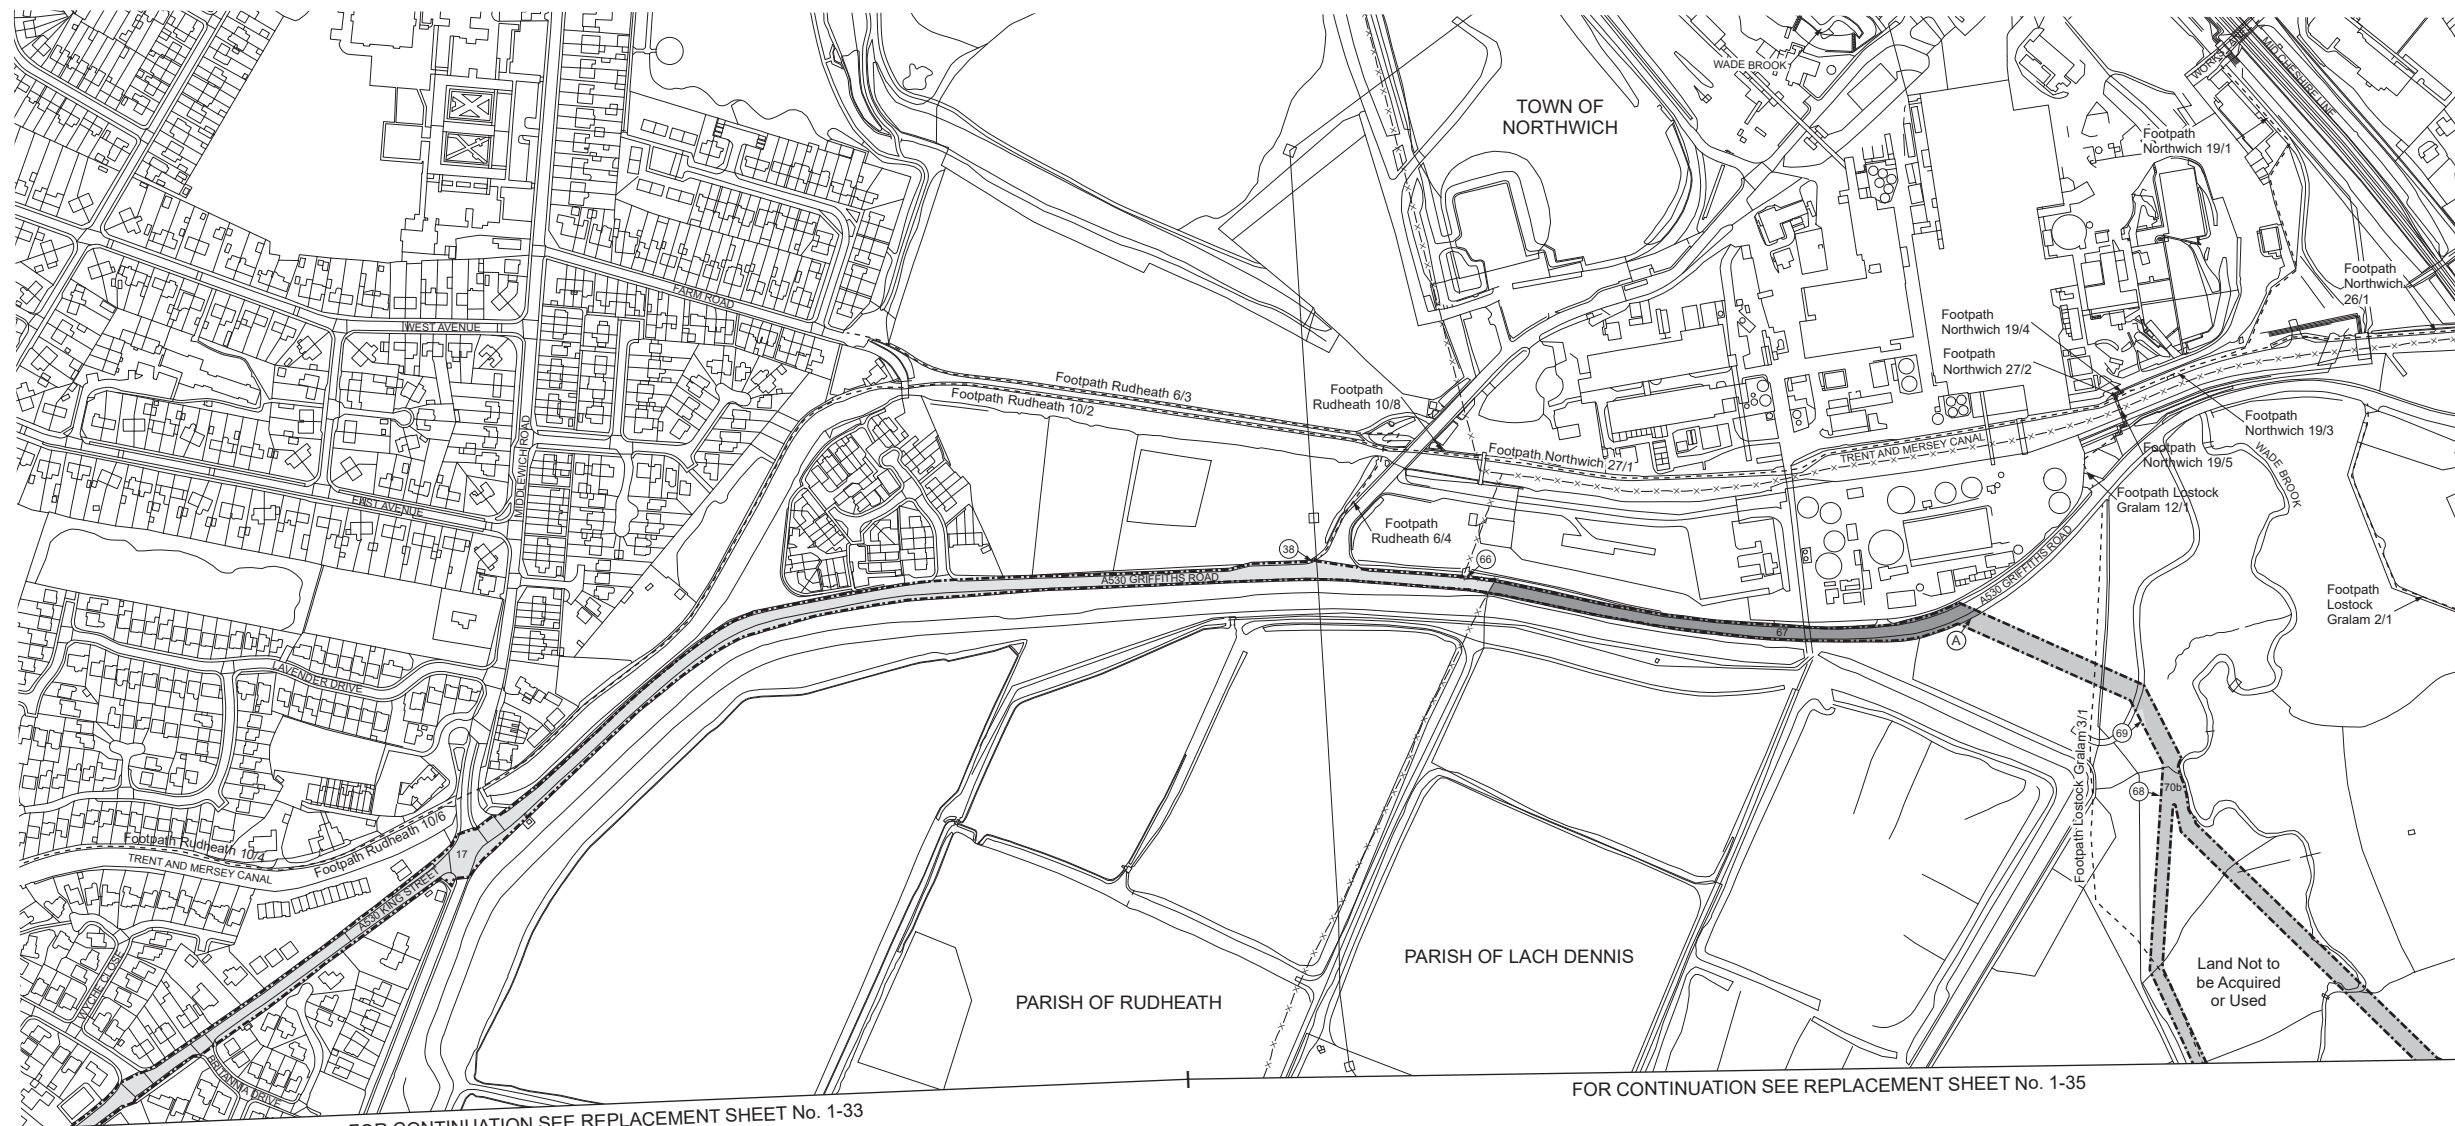 WADE BROOK
WORKS LANE
MID CHESHIRE LINE
TOWN OF
NORTHWICH
Footpath
Northwich 19/1
Footpath
Northwich
26/1
FARM ROAD
WEST AVENUE
Footpath
Northwich 19/4
Footpath
Northwich 27/2
Footpath Rudheath 6/3
Footpath Rudheath 10/2
Footpath
Rudheath 10/8
Footpath
Northwich 19/3
MIDDLEWICH ROAD
Footpath Northwich 27/1
TRENT AND MERSEY CANAL
Footpath
Northwich 19/5
WADE BROOK
EAST AVENUE
Footpath Lostock
Gralam 12/1
Footpath
Rudheath 6/4
38
66
A530 GRIFFITHS ROAD
A530 GRIFFITHS ROAD
Footpath
Lostock
Gralam 2/1
67
A
LAVENDER DRIVE
69
Footpath Lostock Gralam 3/1
68
70b
Footpath Rudheath 10/4
Footpath Rudheath 10/6
17
TRENT AND MERSEY CANAL
A530 KING STREET
WYCHE CLOSE
PARISH OF LACH DENNIS
Land Not to
be Acquired
or Used
PARISH OF RUDHEATH
BRITANNIA DRIVE
FOR CONTINUATION SEE REPLACEMENT SHEET No. 1-33
FOR CONTINUATION SEE REPLACEMENT SHEET No. 1-35